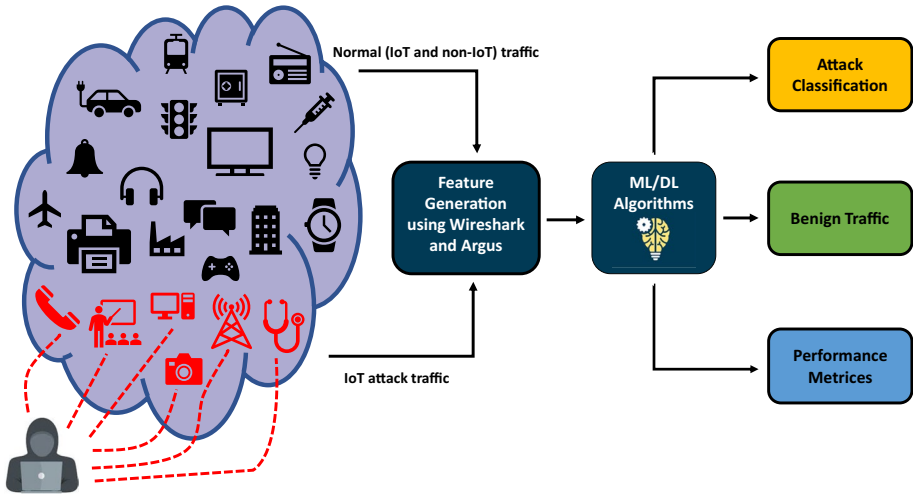 Normal (IoT and non-IoT) traffic
Feature
Generation
using Wireshark
and Argus
IoT attack traffic
ML/DL
Algorithms
Attack
Classification
Benign Traffic
Performance
Metrices